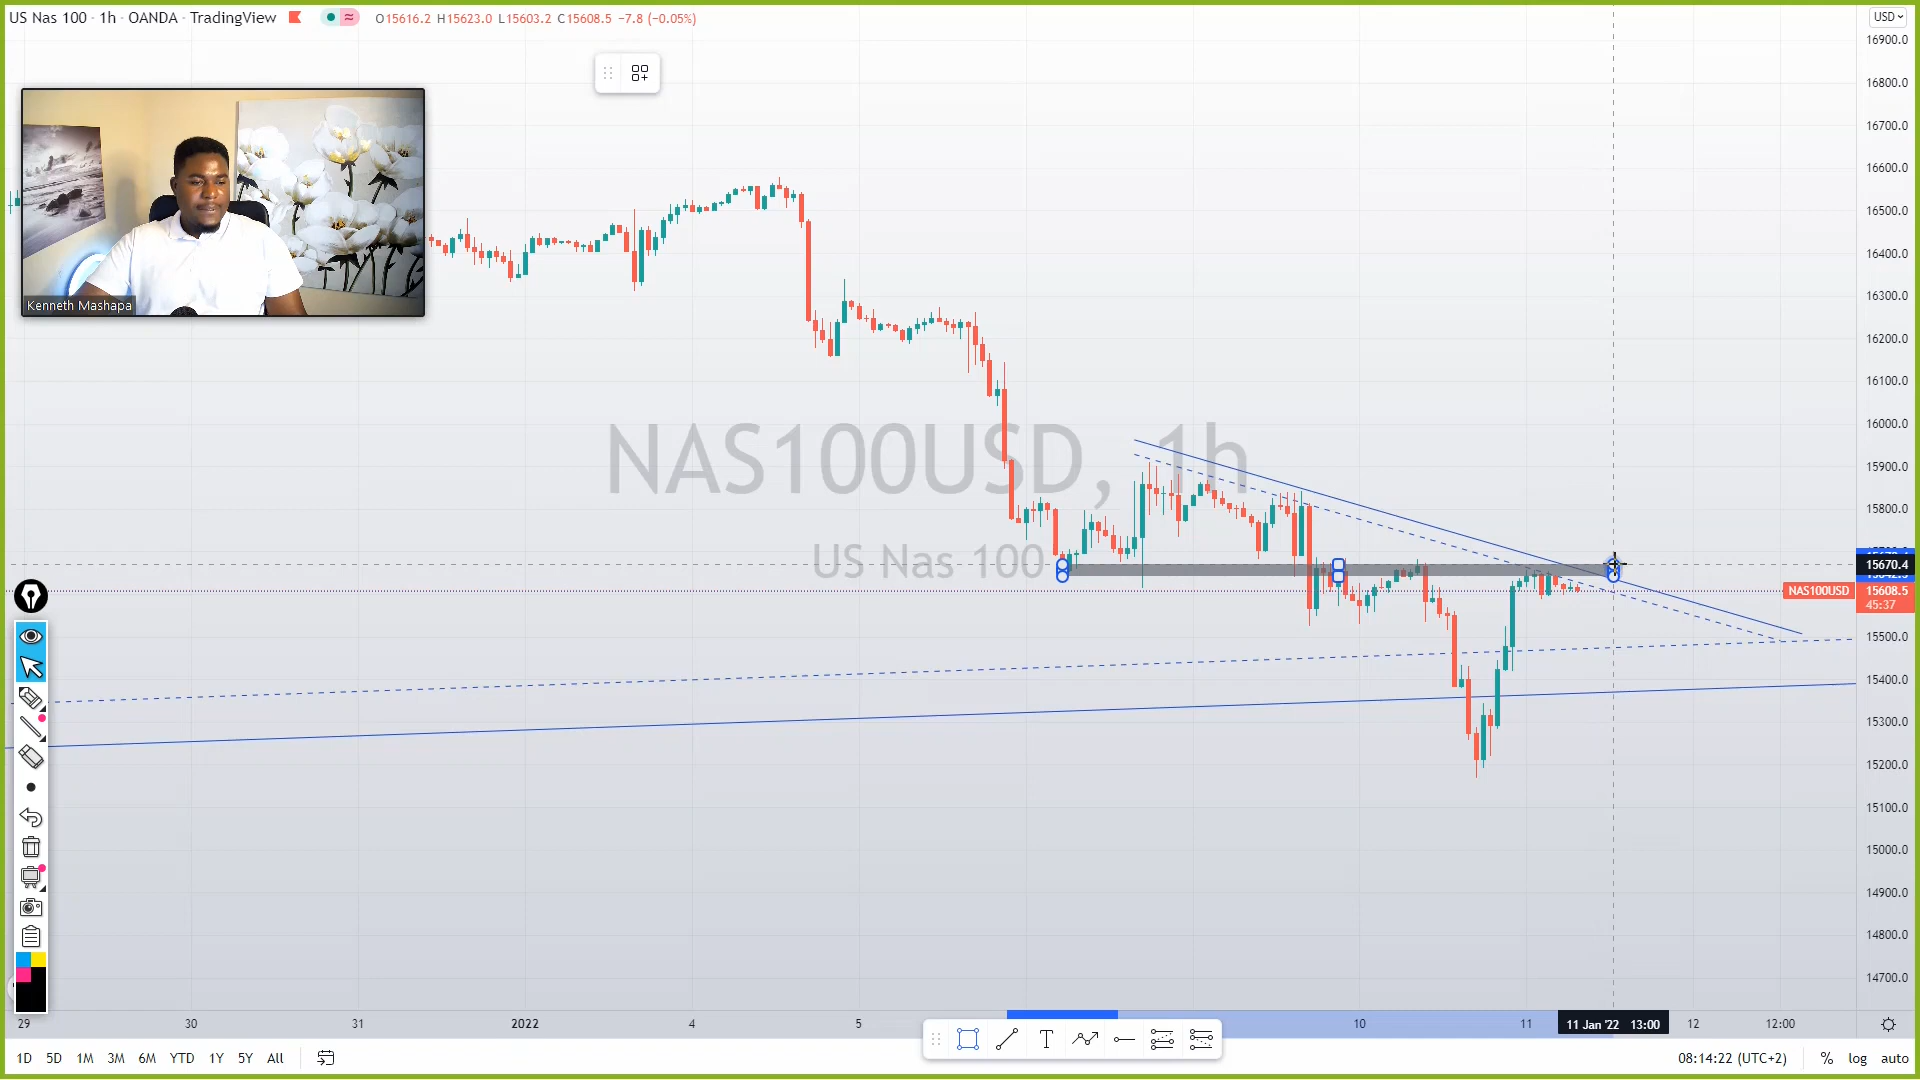 US Nas 100 · 1h · OANDA · TradingView
O15616.2 H15623.0 L15603.2 C15608.5 −7.8 (−0.05%)
USD
16900.0
16800.0
16700.0
16600.0
16500.0
16400.0
16300.0
16200.0
16100.0
16000.0
15900.0
15800.0
15670.4
NAS100USD
15608.5
45:37
15500.0
15400.0
15300.0
15200.0
15100.0
15000.0
14900.0
14800.0
14700.0
Kenneth Mashapa
NAS100USD, 1h
US Nas 100
29
30
31
2022
4
5
10
11
11 Jan '22 13:00
12
12:00
T
1D 5D 1M 3M 6M YTD 1Y 5Y All
08:14:22 (UTC+2)
% log auto